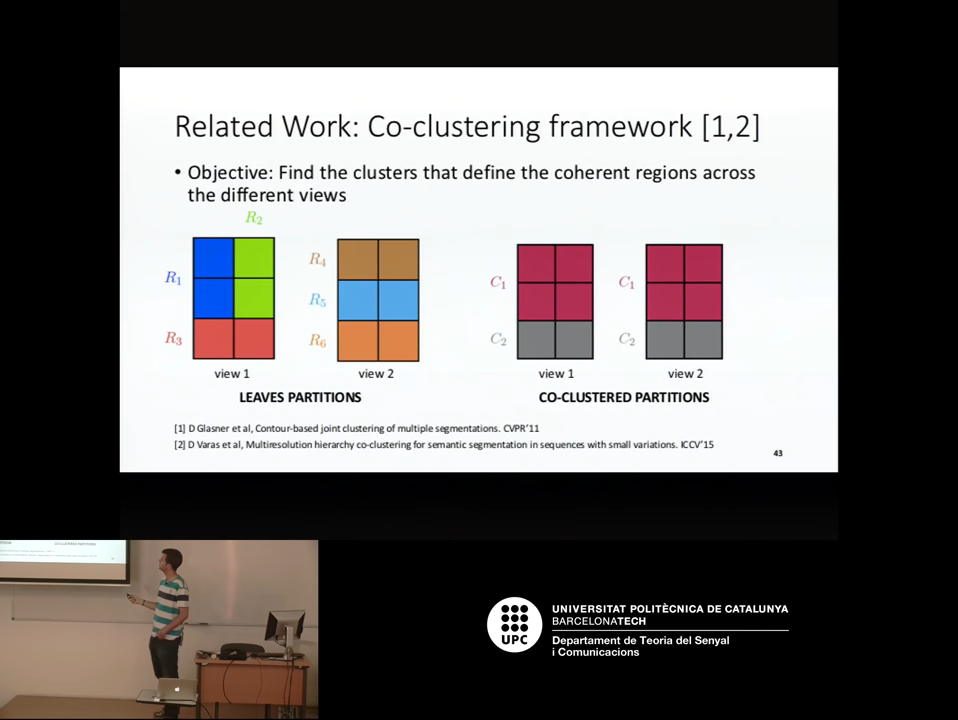 Related Work: Co-clustering framework [1,2]
• Objective: Find the clusters that define the coherent regions across
the different views
R2
R1
R3
R4
R5
R6
C1
C2
C1
C2
view 1
view 2
view 1
view 2
LEAVES PARTITIONS
CO-CLUSTERED PARTITIONS
[1] D Glasner et al, Contour-based joint clustering of multiple segmentations. CVPR'11
[2] D Varas et al, Multiresolution hierarchy co-clustering for semantic segmentation in sequences with small variations. ICCV'15
43
UPC
UNIVERSITAT POLITÈCNICA DE CATALUNYA
BARCELONATECH
Departament de Teoria del Senyal
i Comunicacions